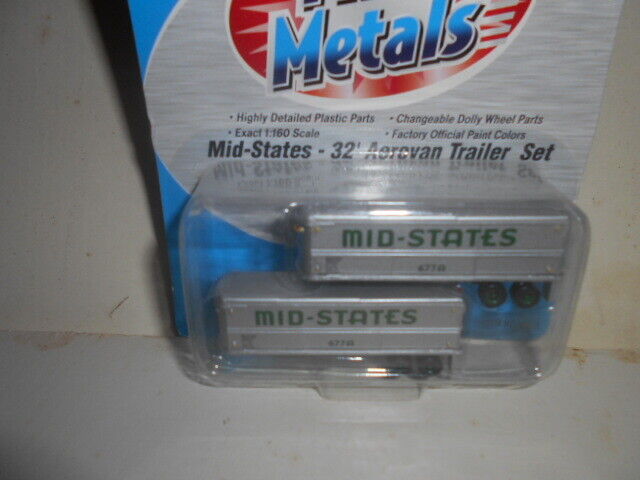 Metals
• Highly Detailed Plastic Parts
• Changeable Dolly Wheel Parts
• Exact 1:160 Scale
• Factory Official Paint Colors
Mid-States - 32' Aerovan Trailer Set
MID-STATES
MID-STATES